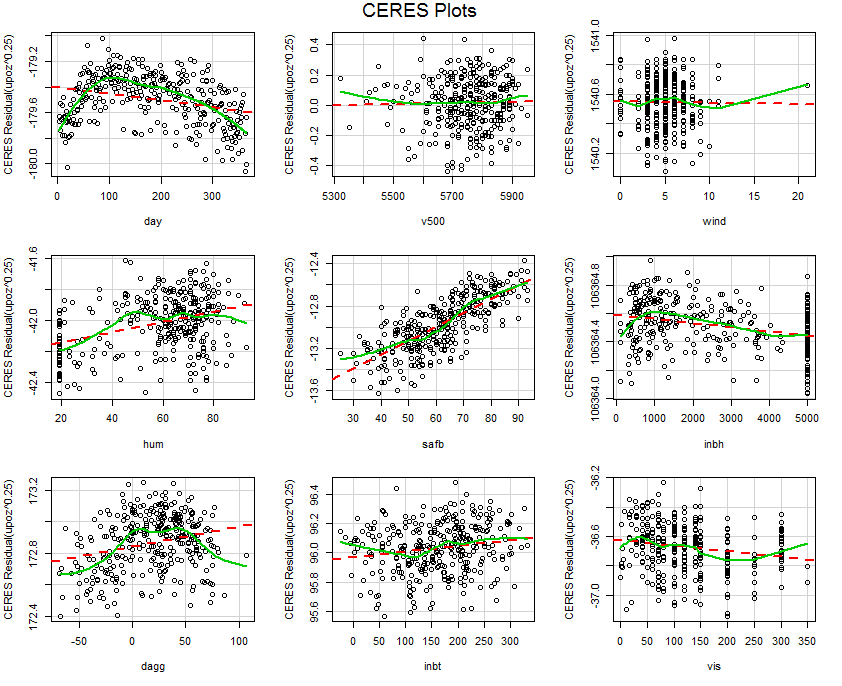 CERES Plots
CERES Residual(upoz^0.25)
-179.2
-179.6
-180.0
0 100 200 300
day
CERES Residual(upoz^0.25)
0.4
0.2
0.0
-0.2
-0.4
5300 5500 5700 5900
v500
CERES Residual(upoz^0.25)
1541.0
1540.6
1540.2
0 5 10 15 20
wind
CERES Residual(upoz^0.25)
-41.6
-42.0
-42.4
20 40 60 80
hum
CERES Residual(upoz^0.25)
-12.4
-12.8
-13.2
-13.6
30 40 50 60 70 80 90
safb
CERES Residual(upoz^0.25)
106364.8
106364.4
106364.0
0 1000 2000 3000 4000 5000
inbh
CERES Residual(upoz^0.25)
173.2
172.8
172.4
-50 0 50 100
dagg
CERES Residual(upoz^0.25)
96.4
96.2
96.0
95.8
95.6
0 50 100 150 200 250 300
inbt
CERES Residual(upoz^0.25)
-36.2
-36.6
-37.0
0 50 100 150 200 250 300 350
vis